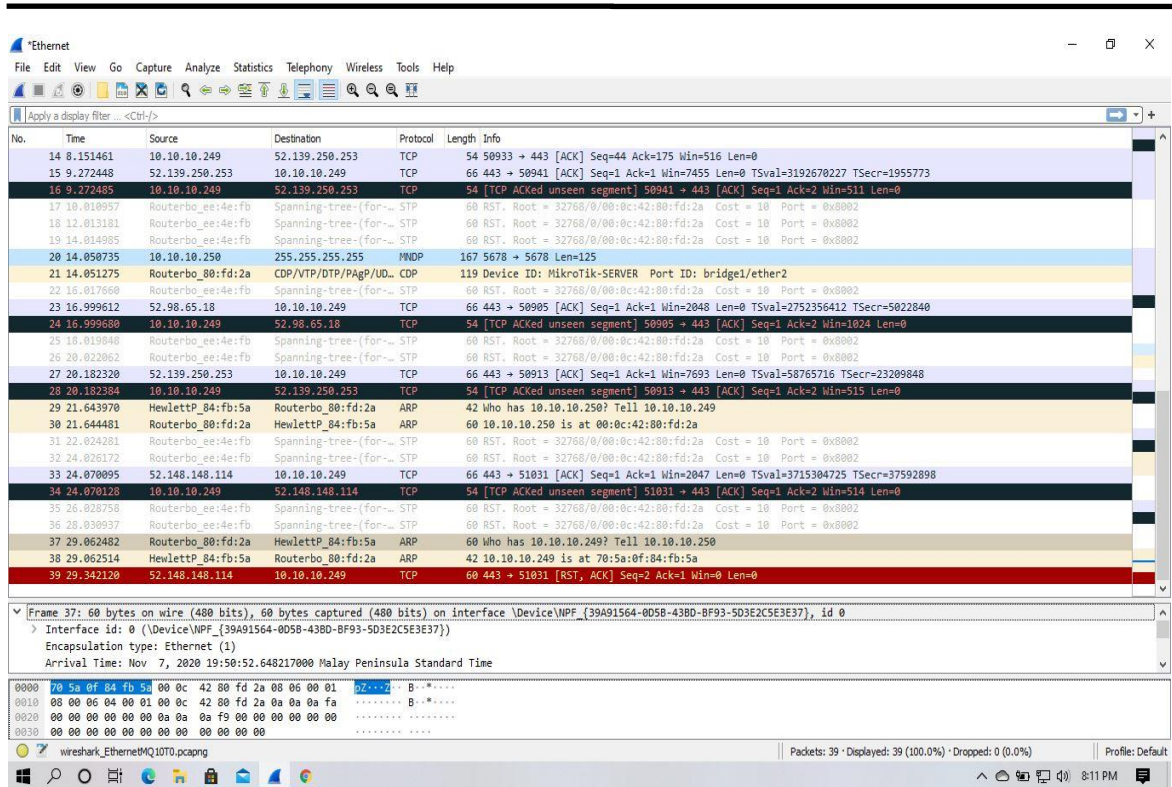 *Ethernet
File Edit View Go Capture Analyze Statistics Telephony Wireless Tools Help
Apply a display filter ... <Ctrl-/>
No. Time Source Destination Protocol Length Info
14 8.151461 10.10.10.249 52.139.250.253 TCP 54 50933 → 443 [ACK] Seq=44 Ack=175 Win=516 Len=0
15 9.272448 52.139.250.253 10.10.10.249 TCP 66 443 → 50941 [ACK] Seq=1 Ack=1 Win=7455 Len=0 TSval=3192670227 TSecr=1955773
16 9.272485 10.10.10.249 52.139.250.253 TCP 54 [TCP ACKed unseen segment] 50941 → 443 [ACK] Seq=1 Ack=2 Win=511 Len=0
17 10.010957 Routerbo_ee:4e:fb Spanning-tree-(for-… STP 60 RST. Root = 32768/0/00:0c:42:80:fd:2a Cost = 10 Port = 0x8002
18 12.013181 Routerbo_ee:4e:fb Spanning-tree-(for-… STP 60 RST. Root = 32768/0/00:0c:42:80:fd:2a Cost = 10 Port = 0x8002
19 14.014985 Routerbo_ee:4e:fb Spanning-tree-(for-… STP 60 RST. Root = 32768/0/00:0c:42:80:fd:2a Cost = 10 Port = 0x8002
20 14.050735 10.10.10.250 255.255.255.255 MNDP 167 5678 → 5678 Len=125
21 14.051275 Routerbo_80:fd:2a CDP/VTP/DTP/PAgP/UD… CDP 119 Device ID: MikroTik-SERVER Port ID: bridge1/ether2
22 16.017660 Routerbo_ee:4e:fb Spanning-tree-(for-… STP 60 RST. Root = 32768/0/00:0c:42:80:fd:2a Cost = 10 Port = 0x8002
23 16.999612 52.98.65.18 10.10.10.249 TCP 66 443 → 50905 [ACK] Seq=1 Ack=1 Win=2048 Len=0 TSval=2752356412 TSecr=5022840
24 16.999680 10.10.10.249 52.98.65.18 TCP 54 [TCP ACKed unseen segment] 50905 → 443 [ACK] Seq=1 Ack=2 Win=1024 Len=0
25 18.019848 Routerbo_ee:4e:fb Spanning-tree-(for-… STP 60 RST. Root = 32768/0/00:0c:42:80:fd:2a Cost = 10 Port = 0x8002
26 20.022062 Routerbo_ee:4e:fb Spanning-tree-(for-… STP 60 RST. Root = 32768/0/00:0c:42:80:fd:2a Cost = 10 Port = 0x8002
27 20.182320 52.139.250.253 10.10.10.249 TCP 66 443 → 50913 [ACK] Seq=1 Ack=1 Win=7693 Len=0 TSval=58765716 TSecr=23209848
28 20.182384 10.10.10.249 52.139.250.253 TCP 54 [TCP ACKed unseen segment] 50913 → 443 [ACK] Seq=1 Ack=2 Win=515 Len=0
29 21.643970 HewlettP_84:fb:5a Routerbo_80:fd:2a ARP 42 Who has 10.10.10.250? Tell 10.10.10.249
30 21.644481 Routerbo_80:fd:2a HewlettP_84:fb:5a ARP 60 10.10.10.250 is at 00:0c:42:80:fd:2a
31 22.024281 Routerbo_ee:4e:fb Spanning-tree-(for-… STP 60 RST. Root = 32768/0/00:0c:42:80:fd:2a Cost = 10 Port = 0x8002
32 24.026172 Routerbo_ee:4e:fb Spanning-tree-(for-… STP 60 RST. Root = 32768/0/00:0c:42:80:fd:2a Cost = 10 Port = 0x8002
33 24.070095 52.148.148.114 10.10.10.249 TCP 66 443 → 51031 [ACK] Seq=1 Ack=1 Win=2047 Len=0 TSval=3715304725 TSecr=37592898
34 24.070128 10.10.10.249 52.148.148.114 TCP 54 [TCP ACKed unseen segment] 51031 → 443 [ACK] Seq=1 Ack=2 Win=514 Len=0
35 26.028758 Routerbo_ee:4e:fb Spanning-tree-(for-… STP 60 RST. Root = 32768/0/00:0c:42:80:fd:2a Cost = 10 Port = 0x8002
36 28.030937 Routerbo_ee:4e:fb Spanning-tree-(for-… STP 60 RST. Root = 32768/0/00:0c:42:80:fd:2a Cost = 10 Port = 0x8002
37 29.062482 Routerbo_80:fd:2a HewlettP_84:fb:5a ARP 60 Who has 10.10.10.249? Tell 10.10.10.250
38 29.062514 HewlettP_84:fb:5a Routerbo_80:fd:2a ARP 42 10.10.10.249 is at 70:5a:0f:84:fb:5a
39 29.342120 52.148.148.114 10.10.10.249 TCP 60 443 → 51031 [RST, ACK] Seq=2 Ack=1 Win=0 Len=0
Frame 37: 60 bytes on wire (480 bits), 60 bytes captured (480 bits) on interface \Device\NPF_{39A91564-0D5B-43BD-BF93-5D3E2C5E3E37}, id 0
Interface id: 0 (\Device\NPF_{39A91564-0D5B-43BD-BF93-5D3E2C5E3E37})
Encapsulation type: Ethernet (1)
Arrival Time: Nov 7, 2020 19:50:52.648217000 Malay Peninsula Standard Time
0000 70 5a 0f 84 fb 5a 00 0c 42 80 fd 2a 08 06 00 01 pZ···Z·· B··*····
0010 08 00 06 04 00 01 00 0c 42 80 fd 2a 0a 0a 0a fa ········ B··*····
0020 00 00 00 00 00 00 0a 0a 0a f9 00 00 00 00 00 00 ········ ········
0030 00 00 00 00 00 00 00 00 00 00 00 00 ········ ····
wireshark_EthernetMQ10T0.pcapng Packets: 39 · Displayed: 39 (100.0%) · Dropped: 0 (0.0%) Profile: Default
8:11 PM